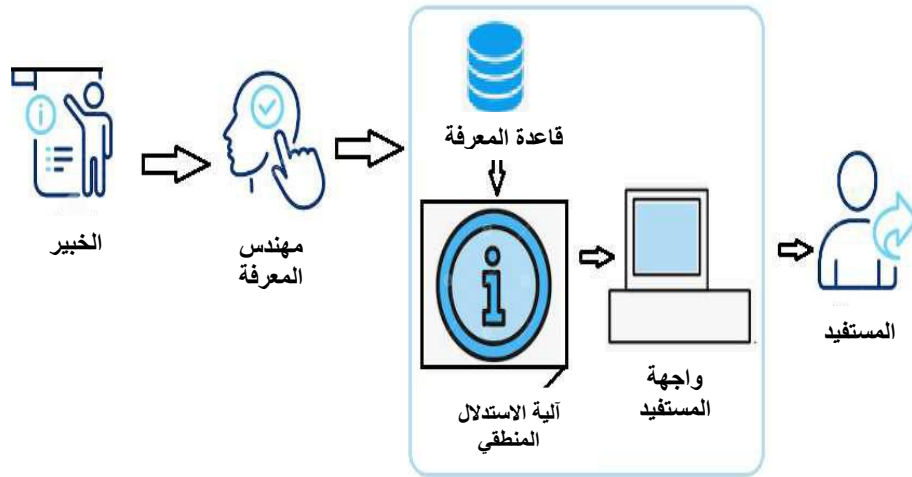 قاعدة المعرفة
الخبير
مهندس
المعرفة
آلية الاستدلال
المنطقي
واجهة
المستفيد
المستفيد